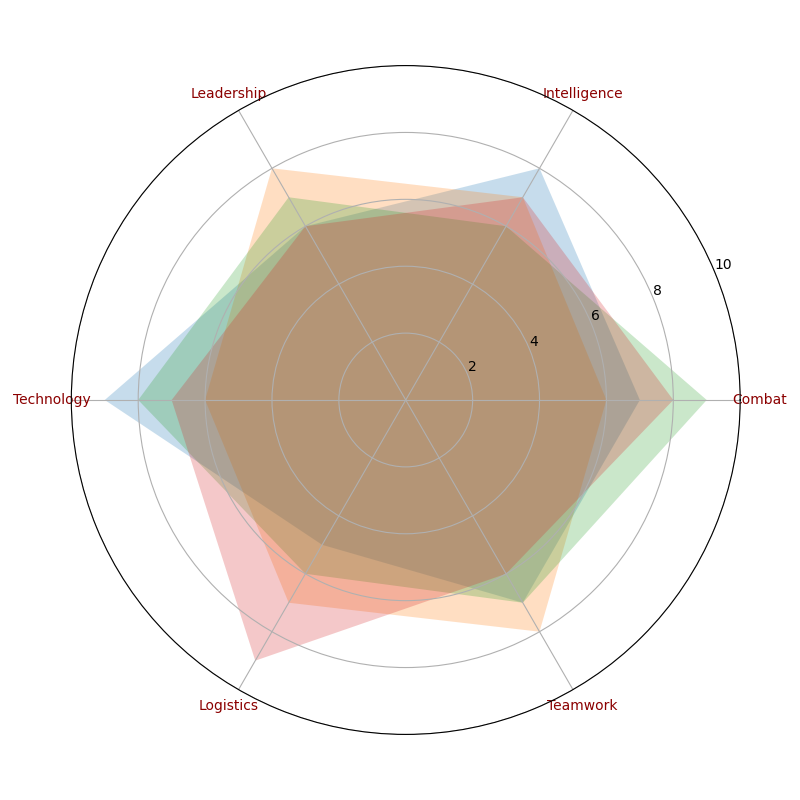 Leadership
Intelligence
10
8
6
4
2
Technology
Combat
Logistics
Teamwork